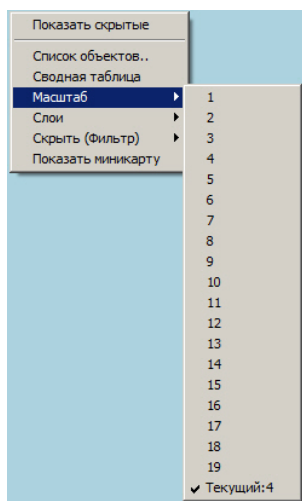 Показать скрытые
Список объектов..
Сводная таблица
Масштаб
Слои
Скрыть (Фильтр)
Показать миникарту
1
2
3
4
5
6
7
8
9
10
11
12
13
14
15
16
17
18
19
Текущий:4